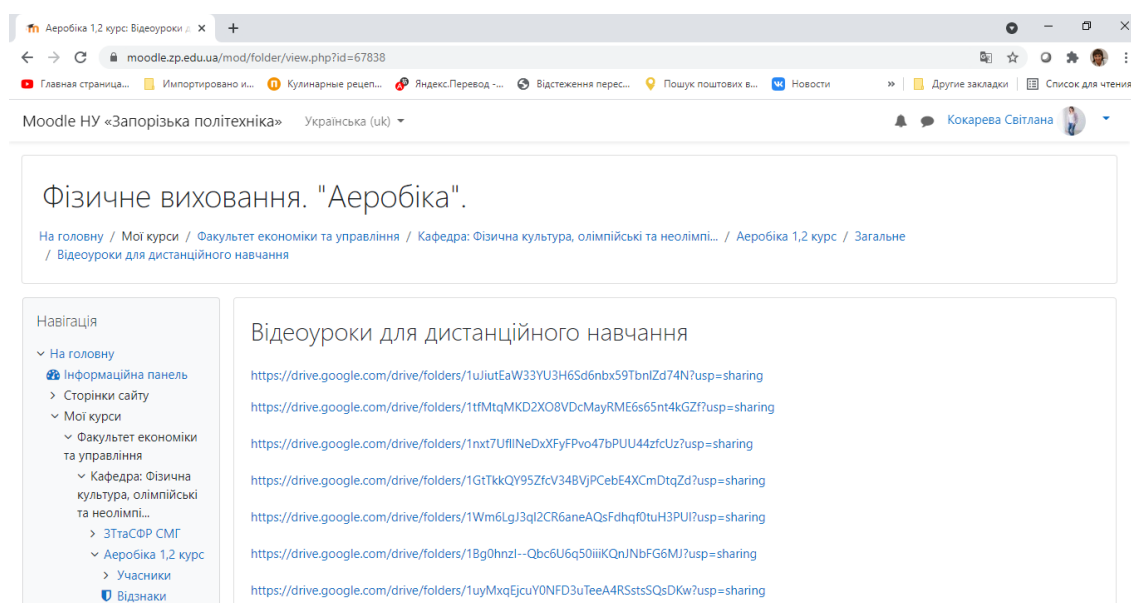 Аеробіка 1,2 курс: Відеоуроки д
moodle.zp.edu.ua/mod/folder/view.php?id=67838
Главная страница...
Импортировано и...
Кулинарные рецеп...
Яндекс.Перевод -...
Відстеження перес...
Пошук поштових в...
Новости
»
Другие закладки
Список для чтения
Moodle НУ «Запорізька політехніка»
Українська (uk)
Кокарева Світлана
Фізичне виховання. "Аеробіка".
На головну / Мої курси / Факультет економіки та управління / Кафедра: Фізична культура, олімпійські та неолімпі... / Аеробіка 1,2 курс / Загальне
/ Відеоуроки для дистанційного навчання
Навігація
На головну
Інформаційна панель
Сторінки сайту
Мої курси
Факультет економіки
та управління
Кафедра: Фізична
культура, олімпійські
та неолімпі...
ЗТтаСФР СМГ
Аеробіка 1,2 курс
Учасники
Відзнаки
Відеоуроки для дистанційного навчання
https://drive.google.com/drive/folders/1uJiutEaW33YU3H6Sd6nbx59TbnlZd74N?usp=sharing
https://drive.google.com/drive/folders/1tfMtqMKD2XO8VDcMayRME6s65nt4kGZf?usp=sharing
https://drive.google.com/drive/folders/1nxt7UflINeDxXFyFPvo47bPUU44zfcUz?usp=sharing
https://drive.google.com/drive/folders/1GtTkkQY95ZfcV34BVjPCebE4XCmDtqZd?usp=sharing
https://drive.google.com/drive/folders/1Wm6LgJ3ql2CR6aneAQsFdhqf0tuH3PUl?usp=sharing
https://drive.google.com/drive/folders/1Bg0hnzl--Qbc6U6q50iiiKQnJNbFG6MJ?usp=sharing
https://drive.google.com/drive/folders/1uyMxqEjcuY0NFD3uTeeA4RSstsSQsDKw?usp=sharing